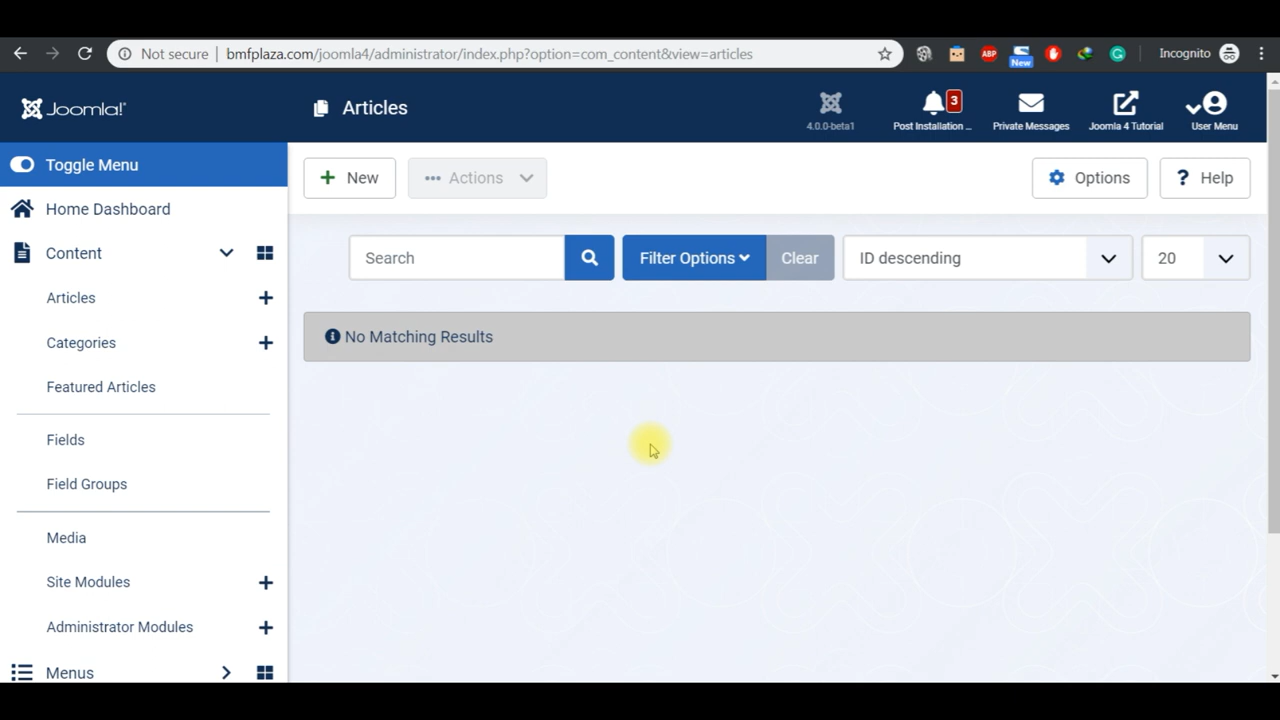 Not secure | bmfplaza.com/joomla4/administrator/index.php?option=com_content&view=articles
ABP
New
Incognito
Joomla!
Articles
4.0.0-beta1
3
Post Installation ...
Private Messages
Joomla 4 Tutorial
User Menu
Toggle Menu
+ New
... Actions
Options
? Help
Home Dashboard
Content
Search
Filter Options
Clear
ID descending
20
Articles +
No Matching Results
Categories +
Featured Articles
Fields
Field Groups
Media
Site Modules +
Administrator Modules +
Menus